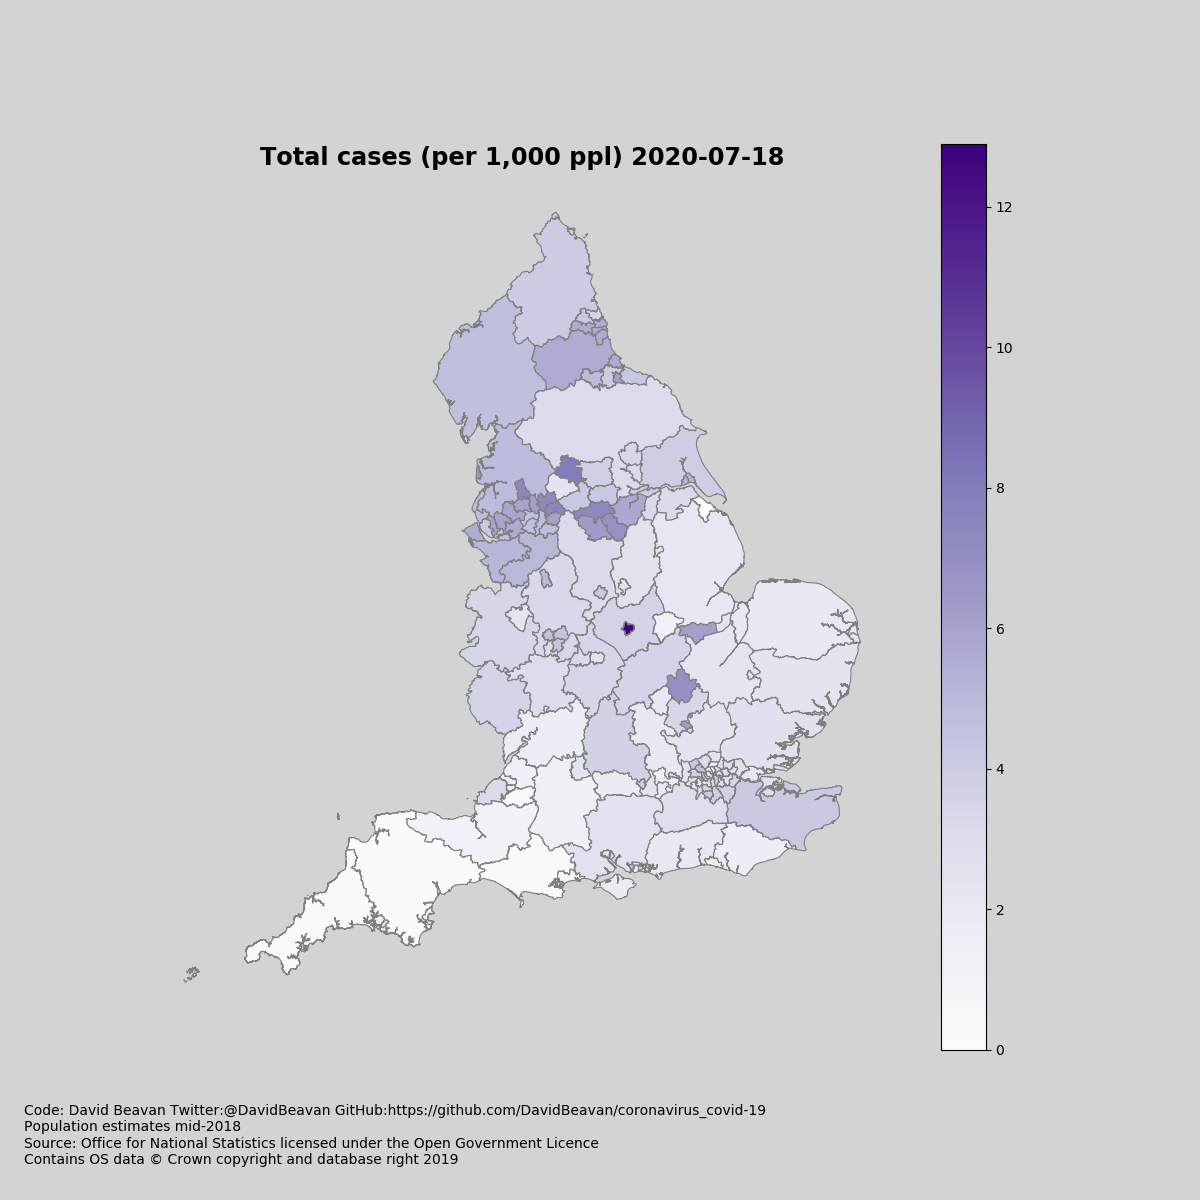 Total cases (per 1,000 ppl) 2020-07-18
12
10
8
6
4
2
0
Code: David Beavan Twitter:@DavidBeavan GitHub:https://github.com/DavidBeavan/coronavirus_covid-19
Population estimates mid-2018
Source: Office for National Statistics licensed under the Open Government Licence
Contains OS data © Crown copyright and database right 2019